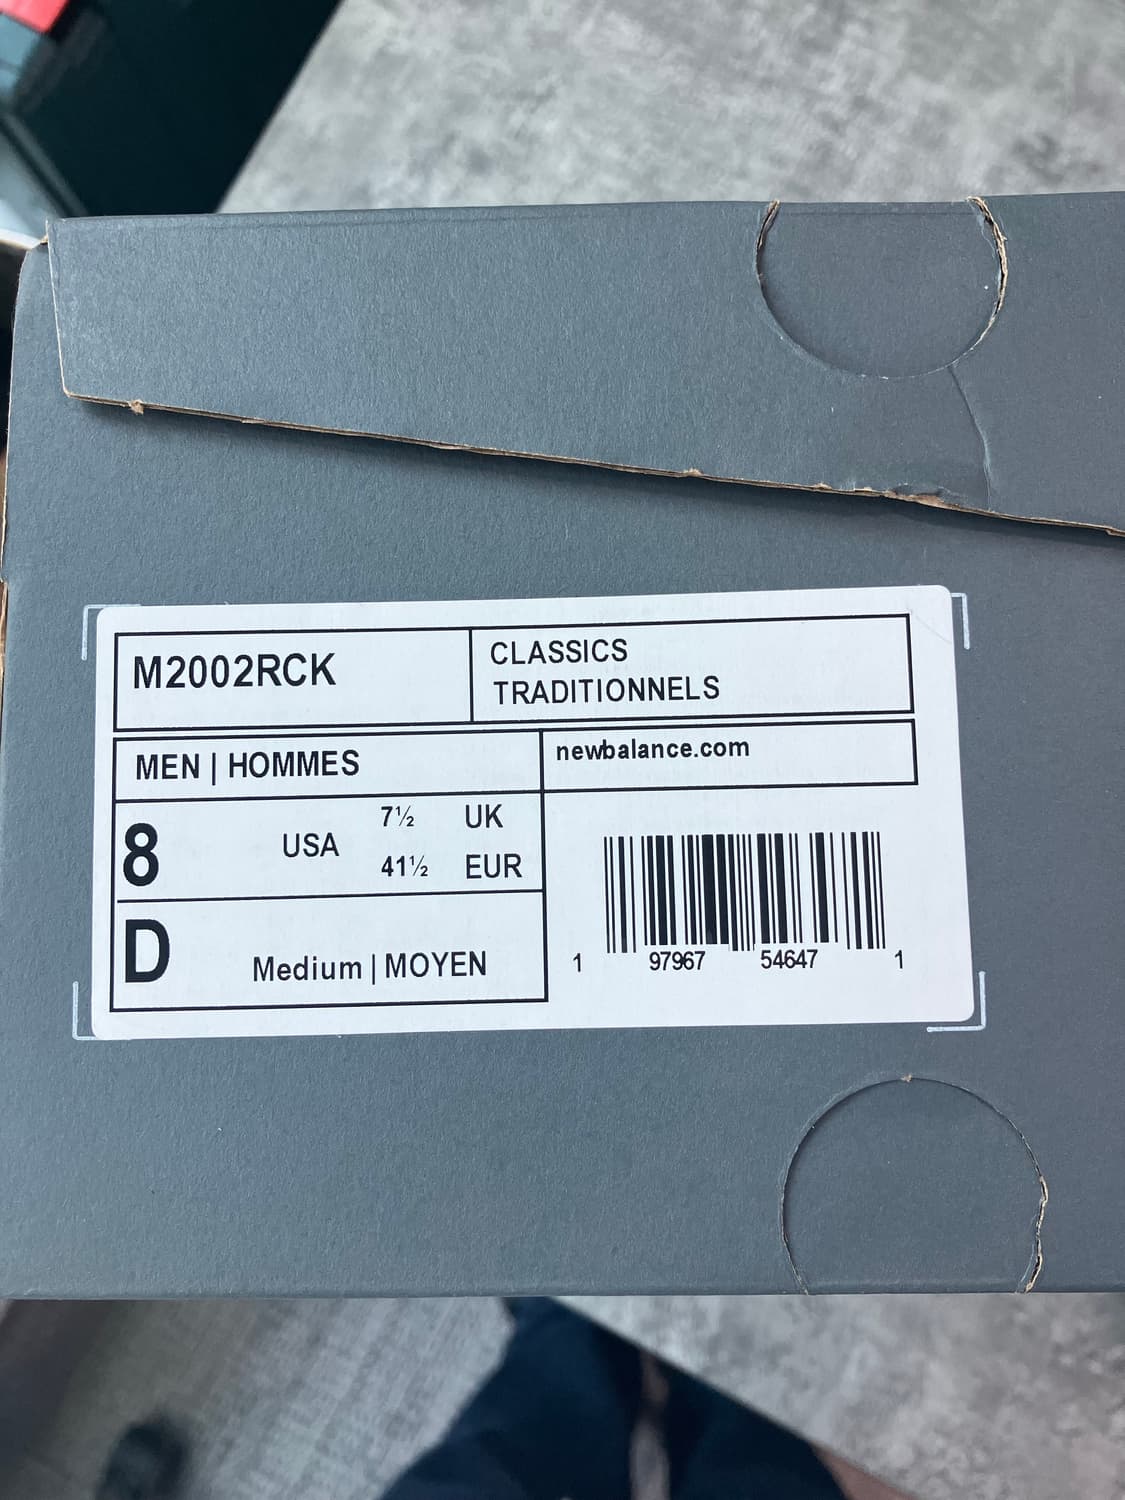 M2002RCK
CLASSICS
TRADITIONNELS
MEN | HOMMES
newbalance.com
8 USA 7½ UK
41½ EUR
D Medium | MOYEN
1 97967 54647 1